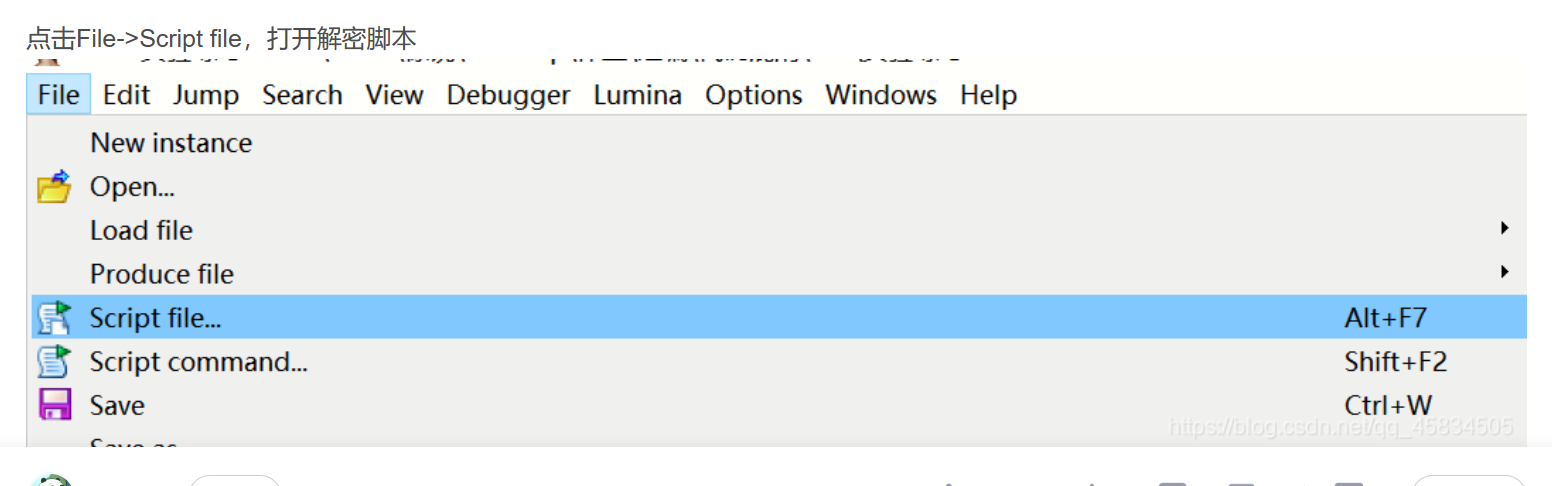 点击File->Script file，打开解密脚本
File Edit Jump Search View Debugger Lumina Options Windows Help
New instance
Open...
Load file
Produce file
Script file... Alt+F7
Script command... Shift+F2
Save Ctrl+W
https://blog.csdn.net/qq_45834505